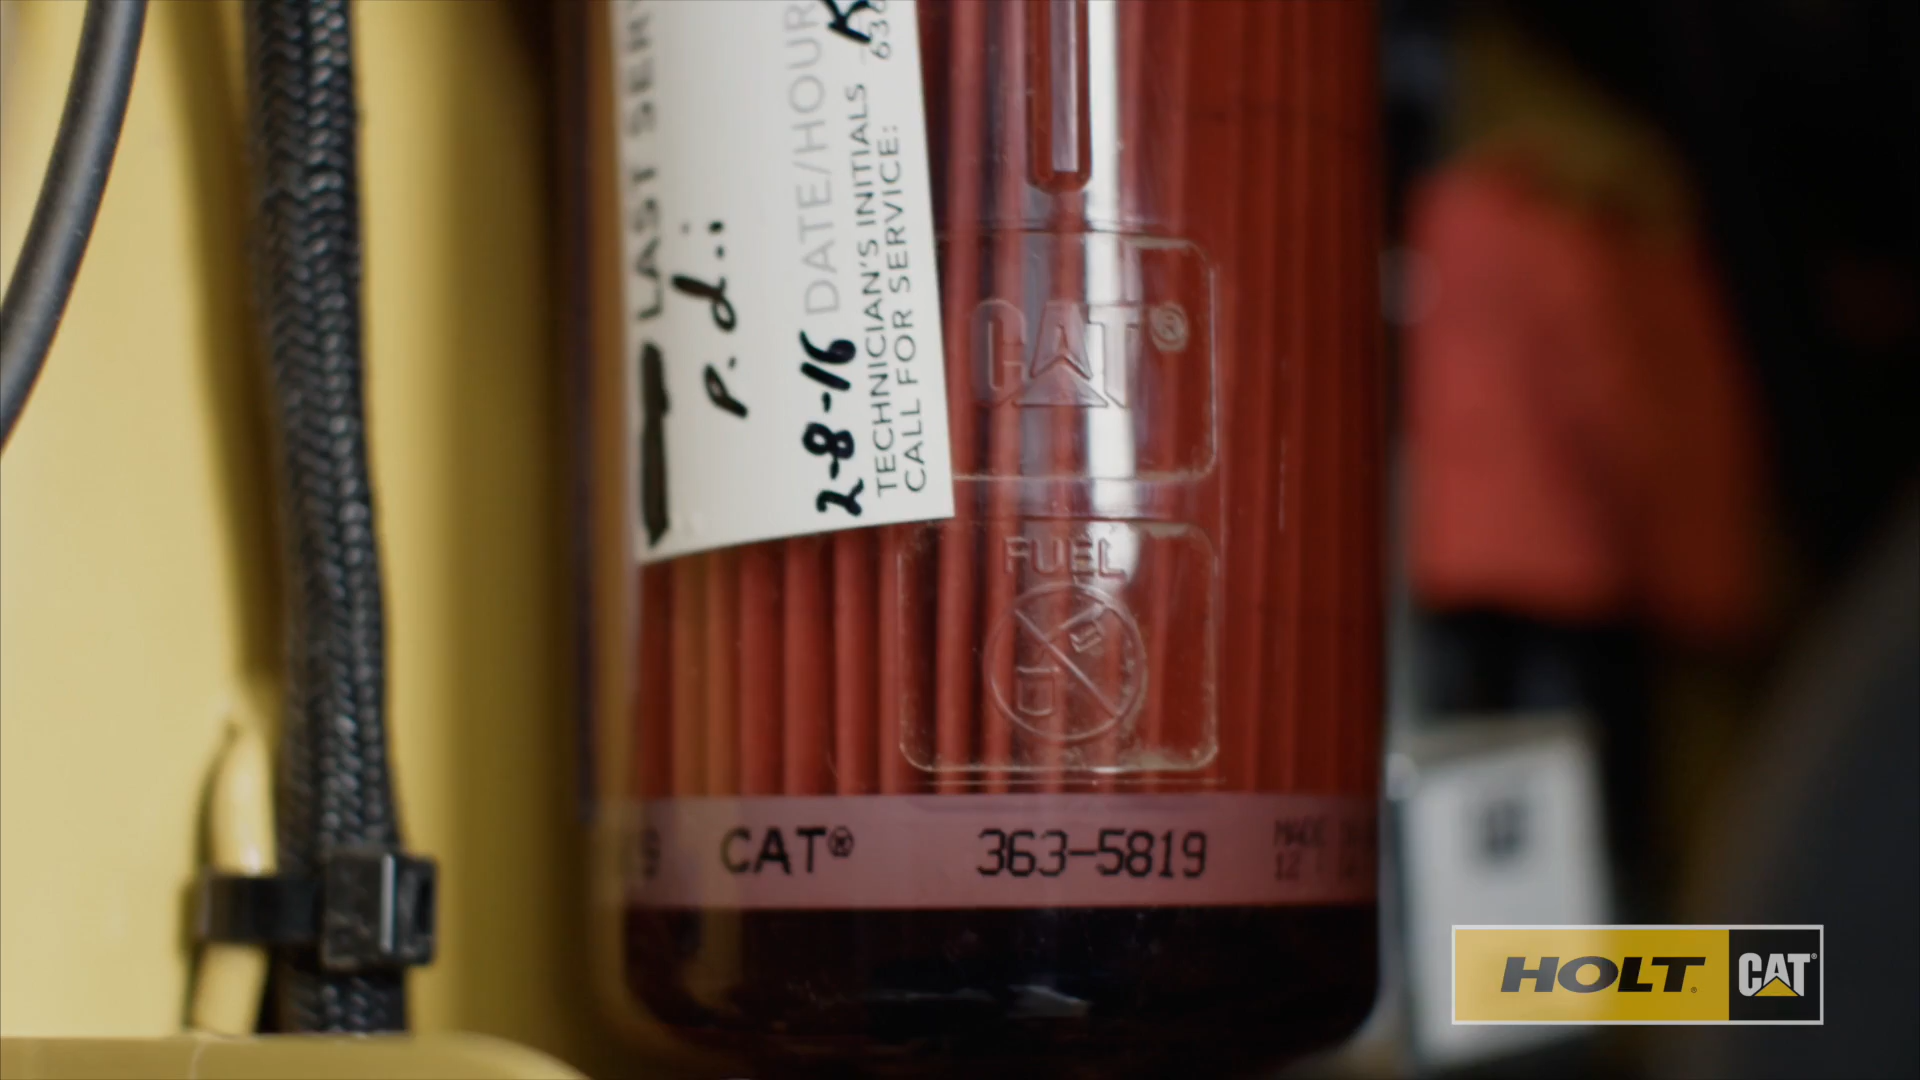 LAST SER
P.d.i
2-8-16 DATE/HOUR
TECHNICIAN'S INITIALS K
CALL FOR SERVICE: 636
CAT®
FUEL
CAT® 363-5819
HOLT CAT®